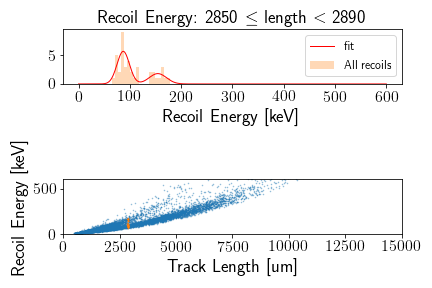 Recoil Energy: 2850 ≤ length < 2890
5
0
fit
All recoils
0 100 200 300 400 500 600
Recoil Energy [keV]
Recoil Energy [keV]
500
0
0 2500 5000 7500 10000 12500 15000
Track Length [um]